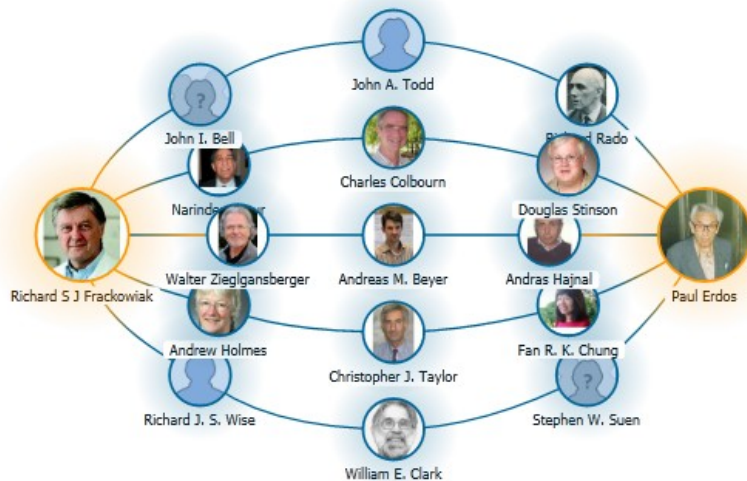 John A. Todd
John I. Bell
Rado
Charles Colbourn
Douglas Stinson
Richard S J Frackowiak
Walter Zieglgansberger
Andreas M. Beyer
Andras Hajnal
Paul Erdos
Andrew Holmes
Christopher J. Taylor
Fan R. K. Chung
Richard J. S. Wise
William E. Clark
Stephen W. Suen